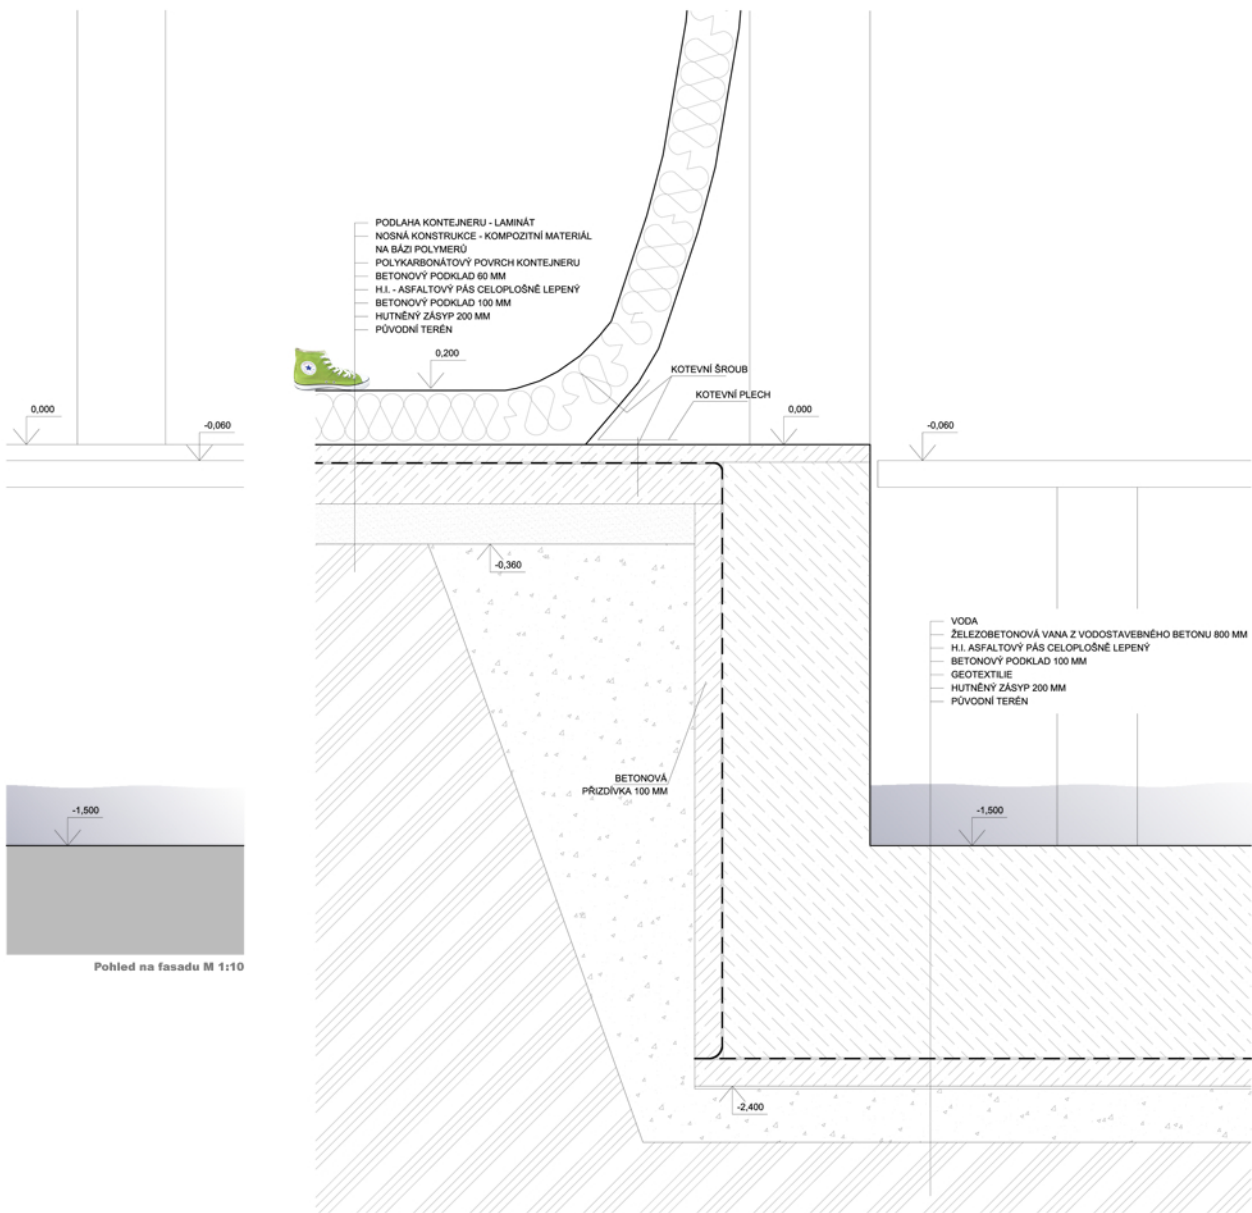 PODLAHA KONTEJNERU - LAMINÁT
NOSNÁ KONSTRUKCE - KOMPOZITNÍ MATERIÁL
NA BÁZI POLYMERŮ
POLYKARBONÁTOVÝ POVRCH KONTEJNERU
BETONOVÝ PODKLAD 60 MM
H.I. - ASFALTOVÝ PÁS CELOPLOŠNĚ LEPENÝ
BETONOVÝ PODKLAD 100 MM
HUTNĚNÝ ZÁSYP 200 MM
PŮVODNÍ TERÉN
0,200
KOTEVNÍ ŠROUB
KOTEVNÍ PLECH
0,000
-0,060
0,000
-0,060
-0,360
VODA
ŽELEZOBETONOVÁ VANA Z VODOSTAVEBNÉHO BETONU 800 MM
H.I. ASFALTOVÝ PÁS CELOPLOŠNĚ LEPENÝ
BETONOVÝ PODKLAD 100 MM
GEOTEXTILIE
HUTNĚNÝ ZÁSYP 200 MM
PŮVODNÍ TERÉN
BETONOVÁ
PŘIZDÍVKA 100 MM
-1,500
-1,500
Pohled na fasadu M 1:10
-2,400